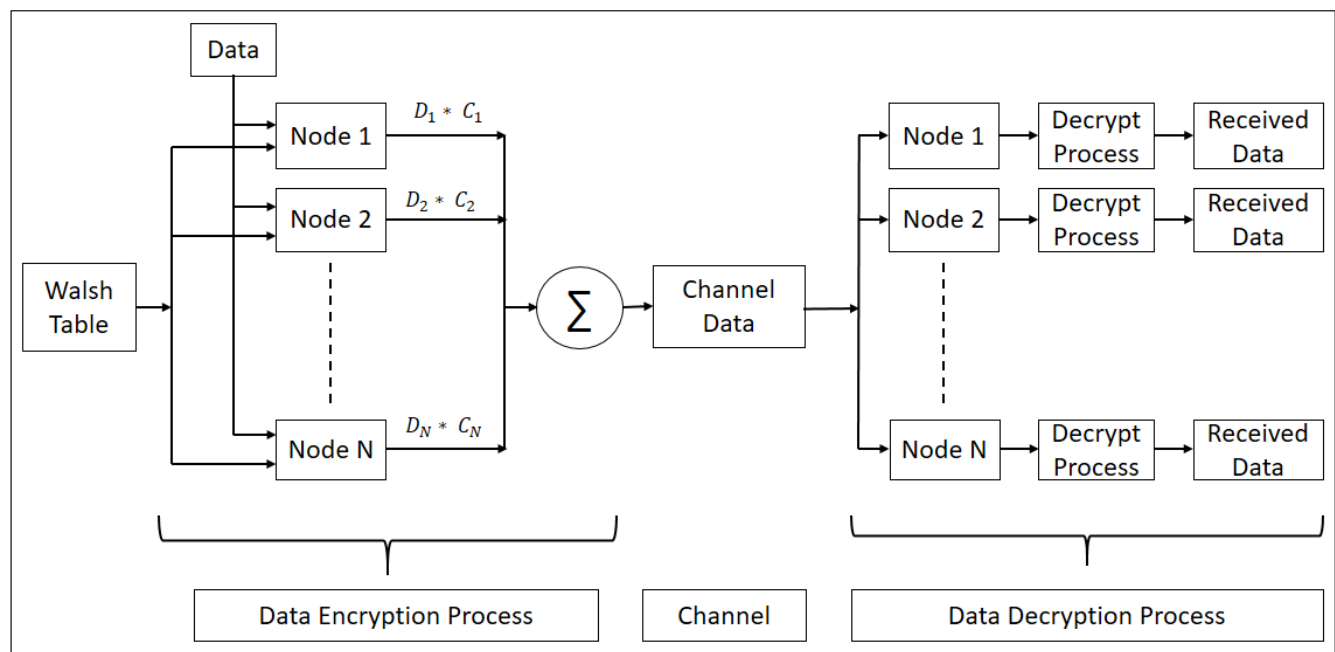 Data
Node 1
D₁ * C₁
Node 2
D₂ * C₂
Walsh
Table
Node N
D_N * C_N
∑
Channel
Data
Node 1
Decrypt
Process
Received
Data
Node 2
Decrypt
Process
Received
Data
Node N
Decrypt
Process
Received
Data
Data Encryption Process
Channel
Data Decryption Process